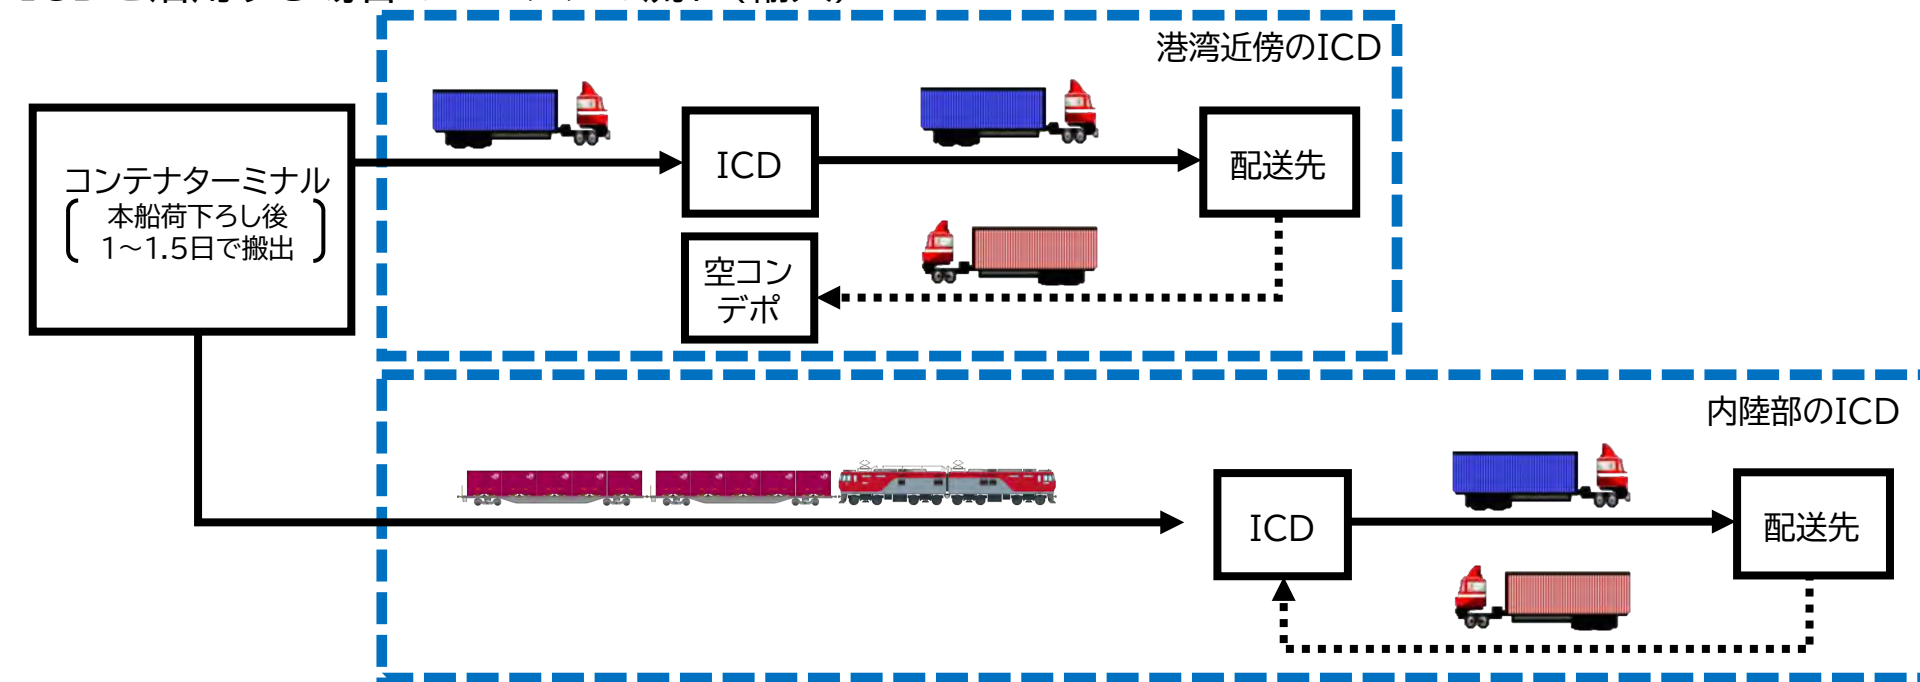 港湾近傍のICD
コンテナターミナル
本船荷下ろし後
1～1.5日で搬出
ICD
配送先
空コン
デポ
内陸部のICD
ICD
配送先